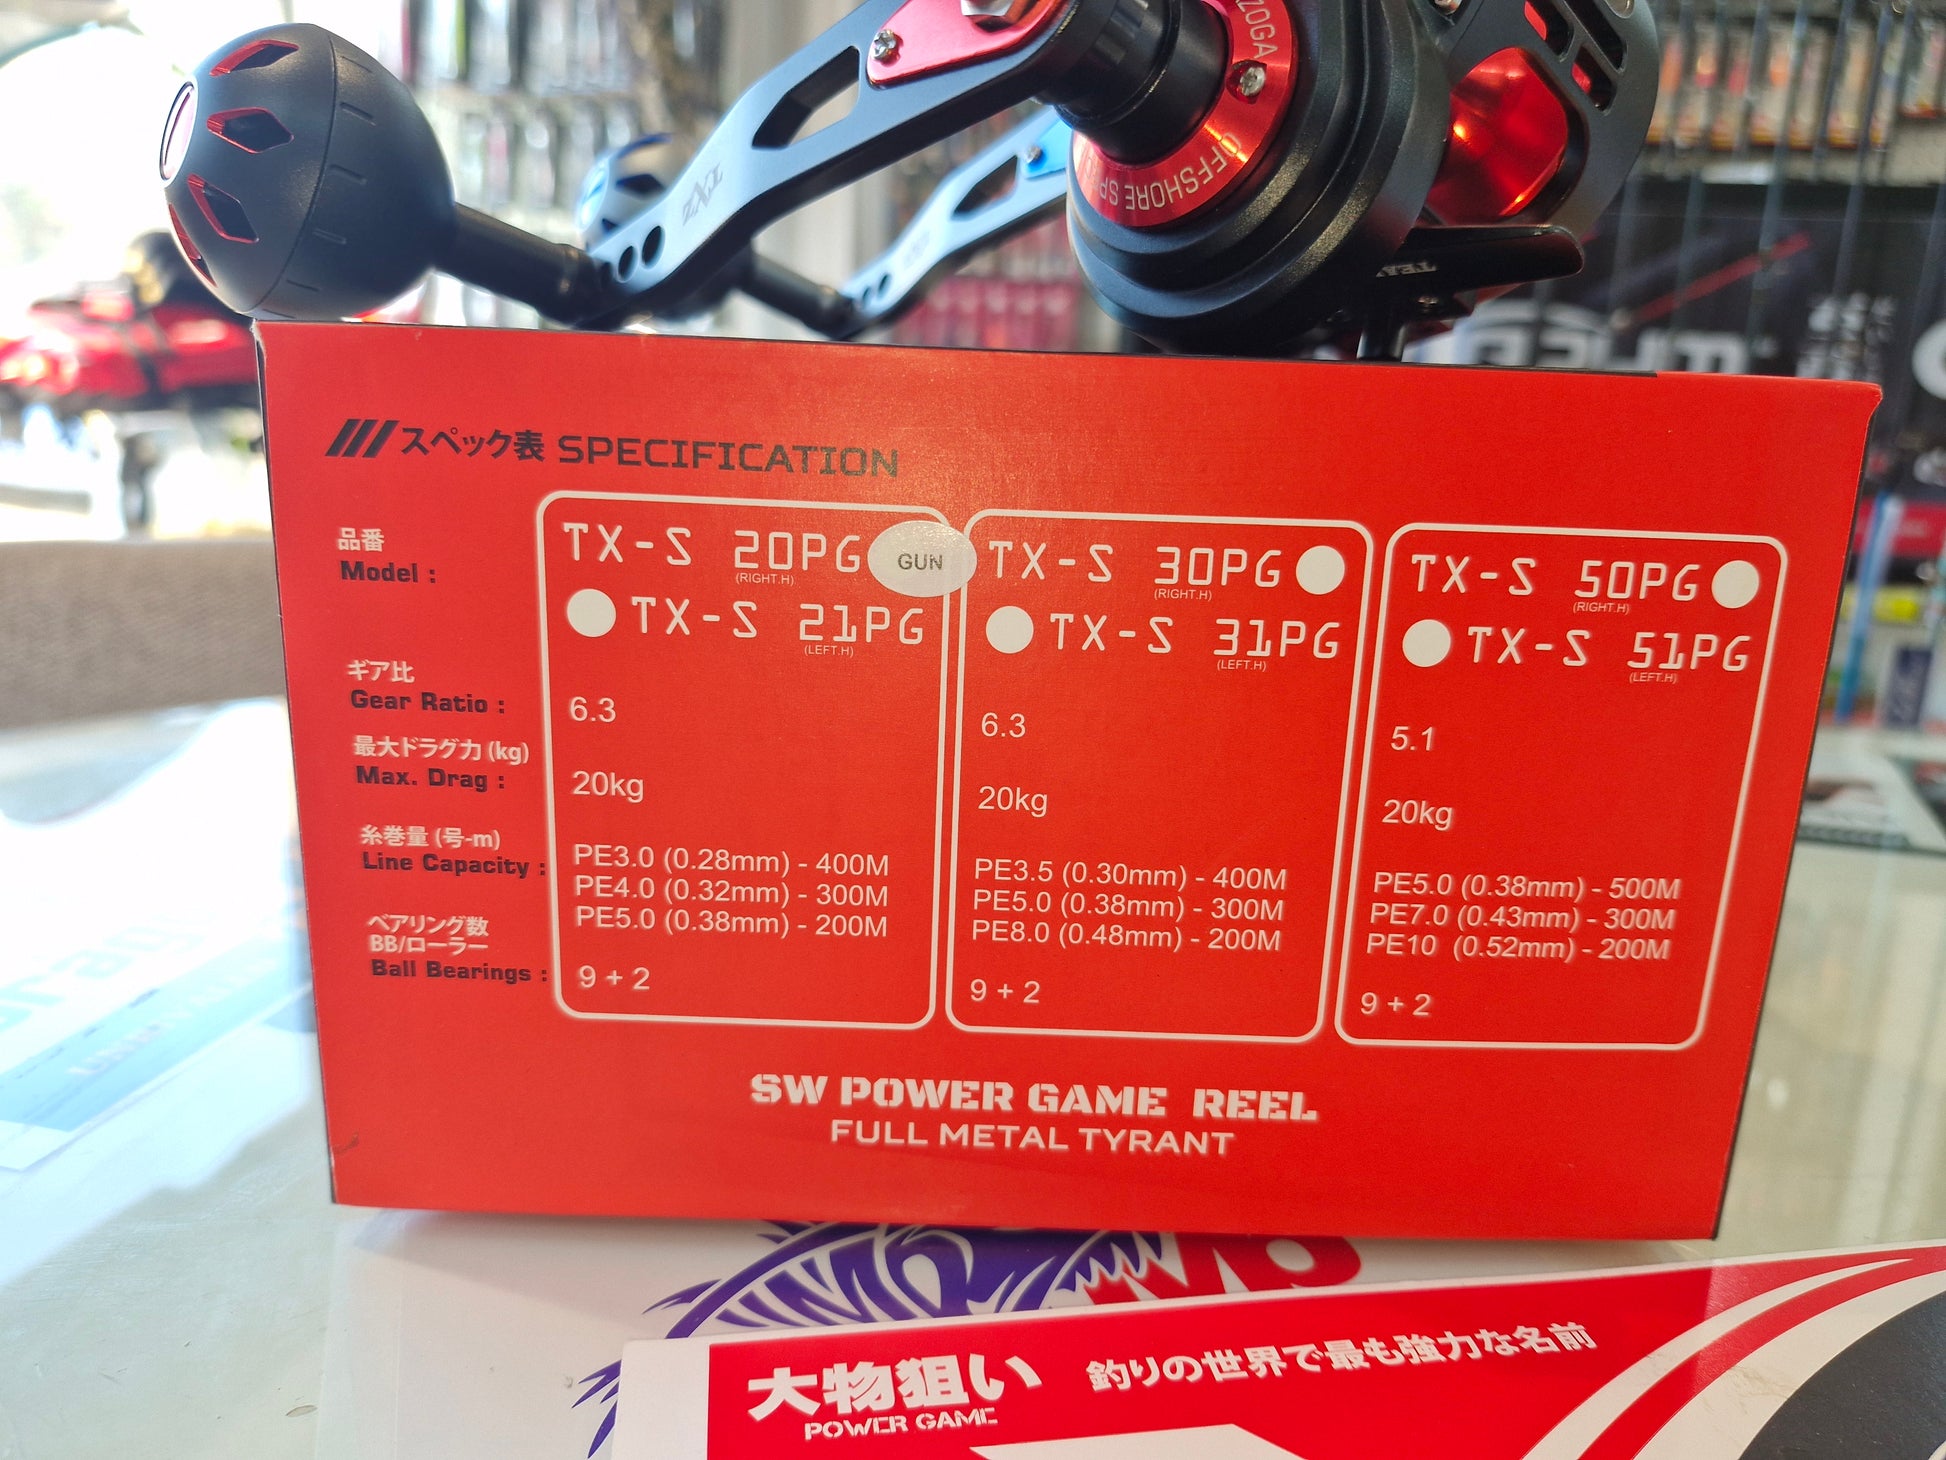 ZOGA
OFFSHORE SP
TX-S
TEA
///スペック表 SPECIFICATION
品番
Model :
TX-S 20PG
(RIGHT.H)
GUN
TX-S 21PG
(LEFT.H)
TX-S 30PG
(RIGHT.H)
TX-S 31PG
(LEFT.H)
TX-S 50PG
(RIGHT.H)
TX-S 51PG
(LEFT.H)
ギア比
Gear Ratio :
6.3
6.3
5.1
最大ドラグ力 (kg)
Max. Drag :
20kg
20kg
20kg
糸巻量 (号-m)
Line Capacity :
PE3.0 (0.28mm) - 400M
PE4.0 (0.32mm) - 300M
PE5.0 (0.38mm) - 200M
PE3.5 (0.30mm) - 400M
PE5.0 (0.38mm) - 300M
PE8.0 (0.48mm) - 200M
PE5.0 (0.38mm) - 500M
PE7.0 (0.43mm) - 300M
PE10 (0.52mm) - 200M
ベアリング数
BB/ローラー
Ball Bearings :
9 + 2
9 + 2
9 + 2
SW POWER GAME REEL
FULL METAL TYRANT
大物狙い
POWER GAME
釣りの世界で最も強力な名前